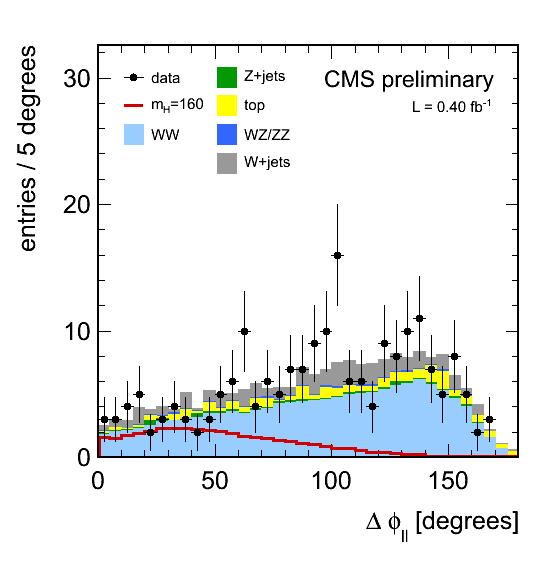 entries / 5 degrees
30
20
10
0
data
m_H=160
WW
Z+jets
top
WZ/ZZ
W+jets
CMS preliminary
L = 0.40 fb⁻¹
0 50 100 150
Δ ϕ_ll [degrees]